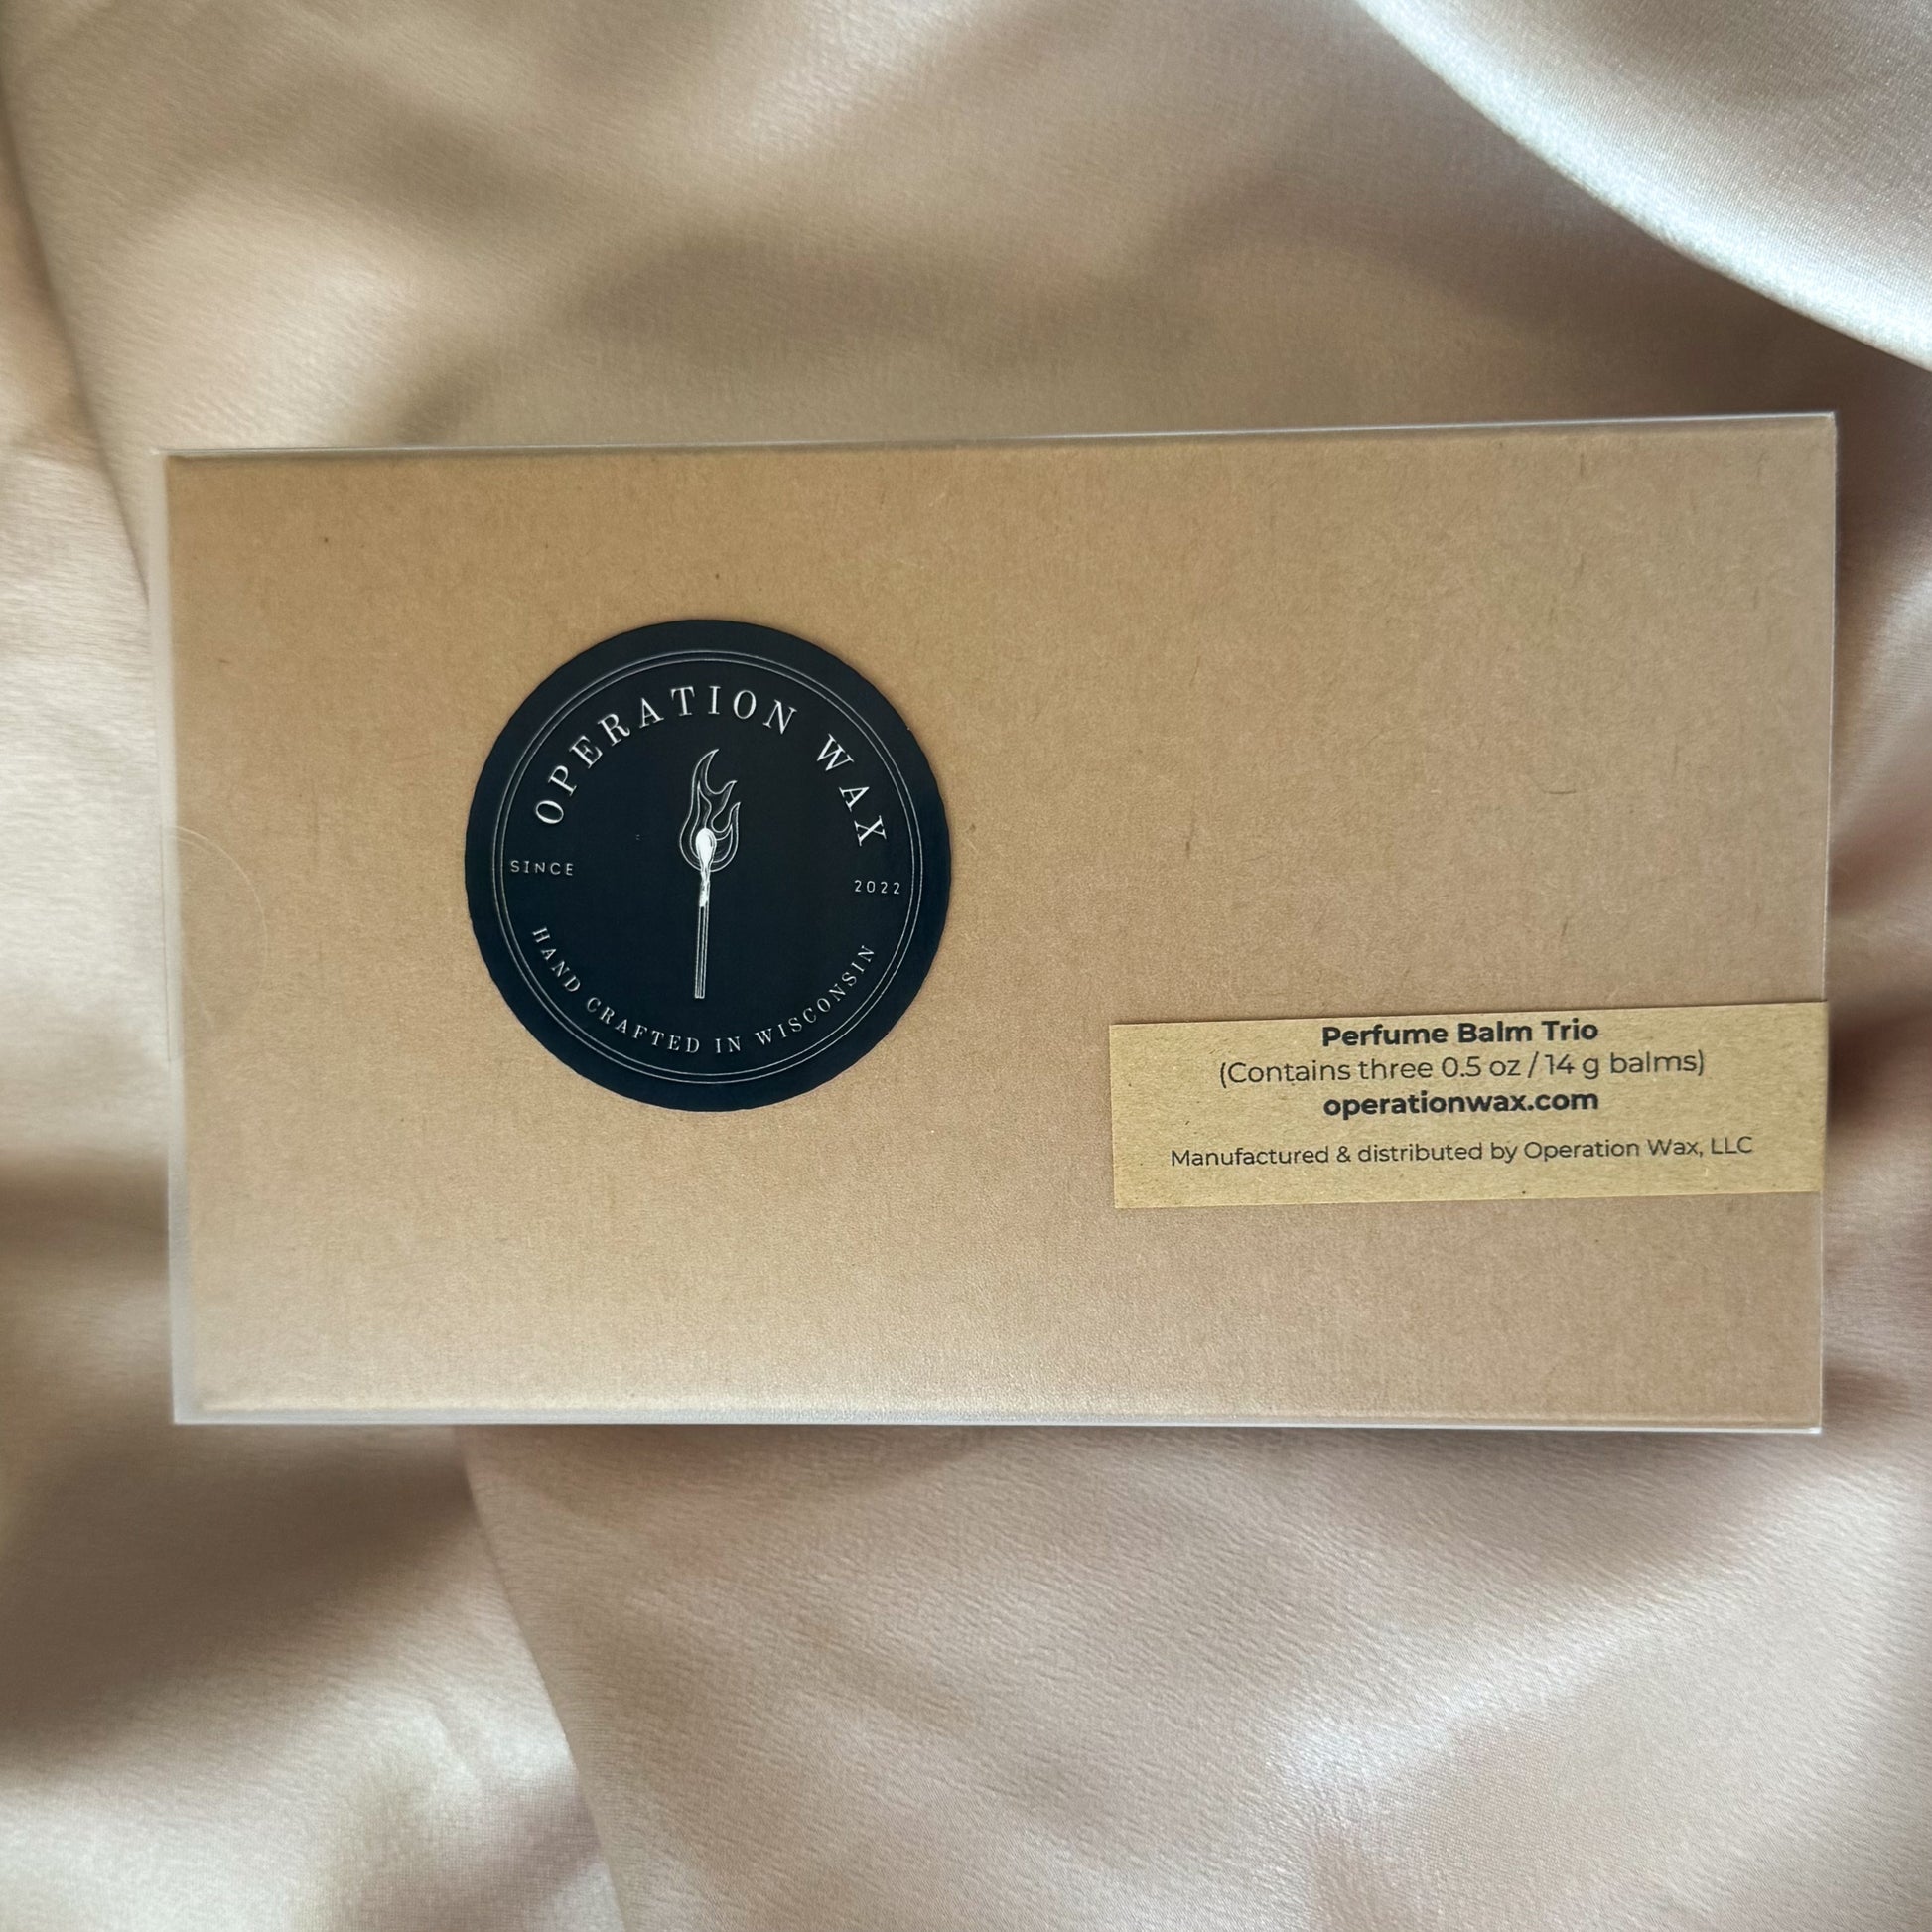 OPERATION WAX
SINCE 2022
HAND CRAFTED IN WISCONSIN
Perfume Balm Trio
(Contains three 0.5 oz / 14 g balms)
operationwax.com
Manufactured & distributed by Operation Wax, LLC